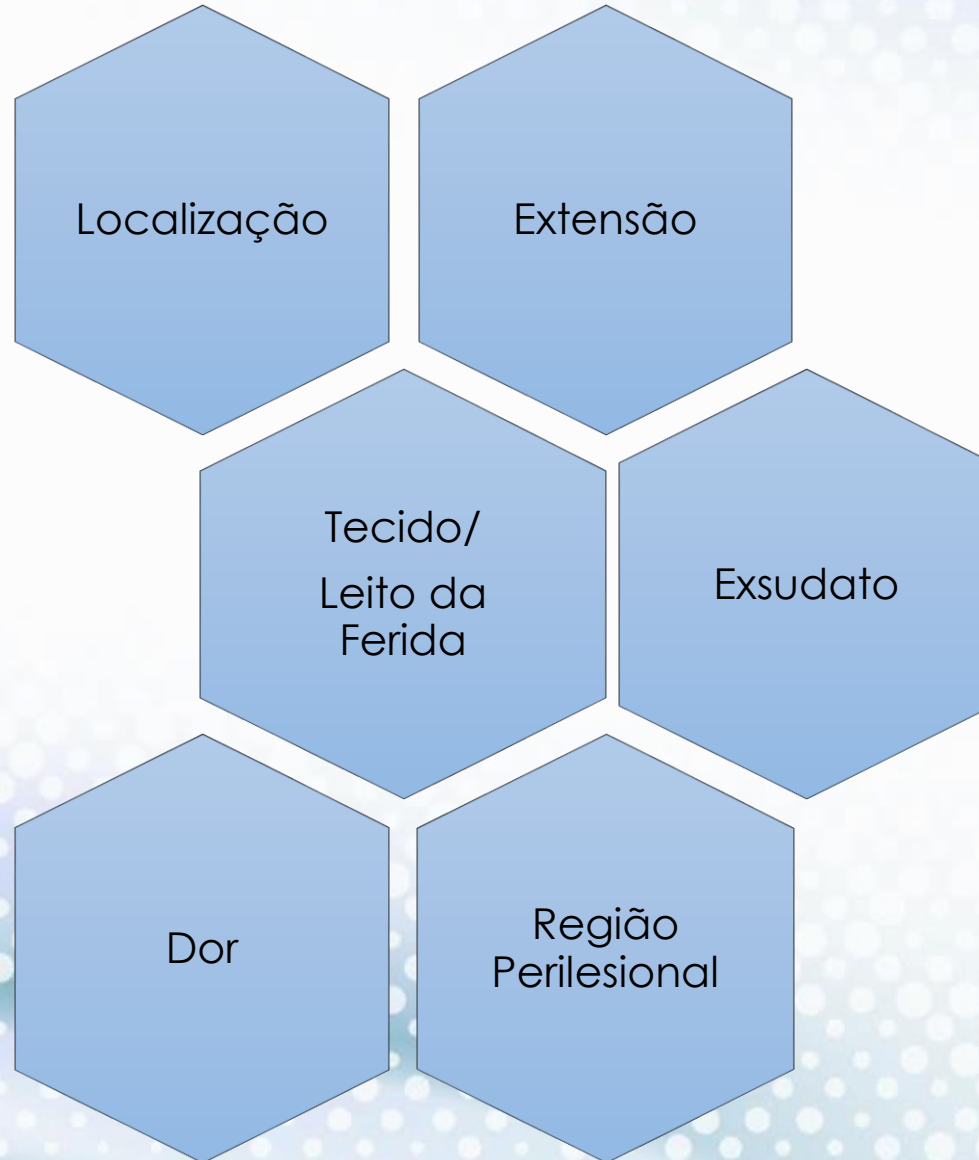 Localização
Extensão
Tecido/
Leito da
Ferida
Exsudato
Dor
Região
Perilesional